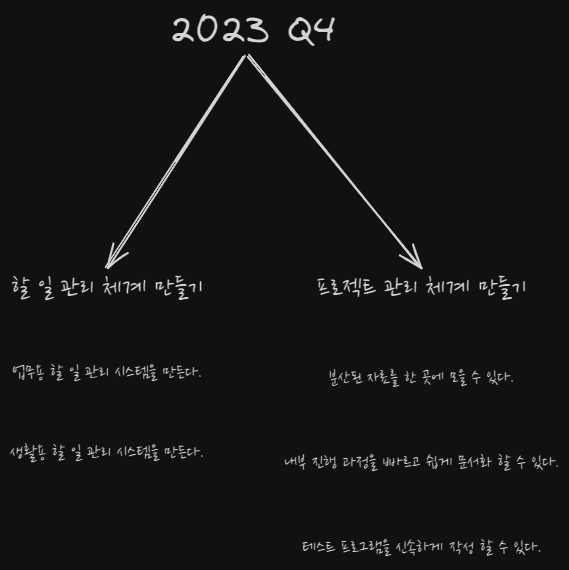 2023 Q4
할 일 관리 체계 만들기
프로젝트 관리 체계 만들기
업무용 할 일 관리 시스템을 만든다.
분산된 자료를 한 곳에 모을 수 있다.
생활용 할 일 관리 시스템을 만든다.
내부 진행 과정을 빠르고 쉽게 문서화 할 수 있다.
테스트 프로그램을 신속하게 작성 할 수 있다.